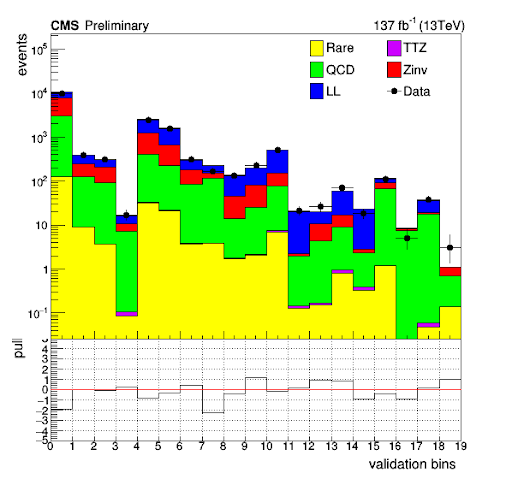 CMS Preliminary 137 fb⁻¹ (13TeV)
events
10⁵
10⁴
10³
10²
10
1
10⁻¹
Rare
TTZ
QCD
Zinv
LL
Data
pull
4
3
2
1
0
−1
−2
−3
−4
0 1 2 3 4 5 6 7 8 9 10 11 12 13 14 15 16 17 18 19
validation bins